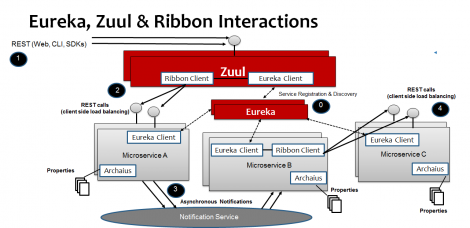 Eureka, Zuul & Ribbon Interactions
REST (Web, CLI, SDKs)
1
Zuul
Ribbon Client
Eureka Client
2
REST calls
(client side load balancing)
Service Registration & Discovery
0
Eureka
REST calls
(client side load balancing)
4
Eureka Client
Microservice A
Archaius
Properties
Eureka Client
Ribbon Client
Microservice B
Archaius
Properties
Eureka Client
Microservice C
Archaius
Properties
3
Asynchronous Notifications
Notification Service